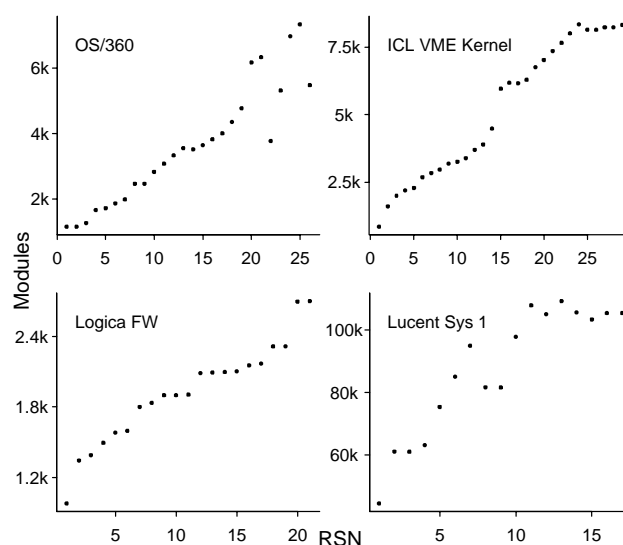 OS/360
6k
4k
2k
0 5 10 15 20 25
ICL VME Kernel
7.5k
5k
2.5k
0 5 10 15 20 25
Modules
Logica FW
2.4k
1.8k
1.2k
5 10 15 20
Lucent Sys 1
100k
80k
60k
5 10 15
RSN